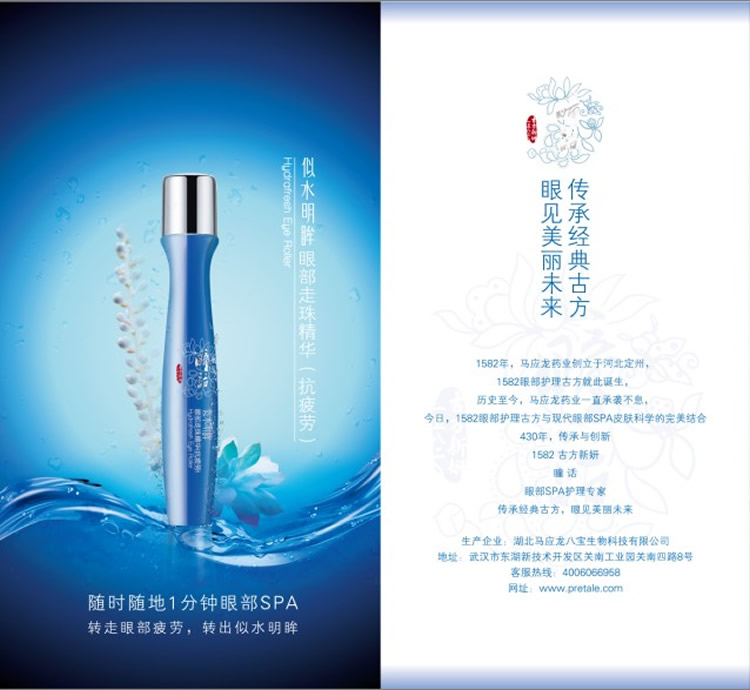 似水明眸眼部走珠精华（抗疲劳）
Hydrafresh Eye Roler
Hydrafresh Eye Roler
随时随地1分钟眼部SPA
转走眼部疲劳，转出似水明眸
传承经典古方
眼见美丽未来
1582年，马应龙药业创立于河北定州，
1582眼部护理古方就此诞生，
历史至今，马应龙药业一直承袭不息，
今日，1582眼部护理古方与现代眼部SPA皮肤科学的完美结合
430年，传承与创新
1582 古方新妍
瞳 话
眼部SPA护理专家
传承经典古方，眼见美丽未来
生产企业：湖北马应龙八宝生物科技有限公司
地址：武汉市东湖新技术开发区关南工业园关南四路8号
客服热线：4006066958
网址：www.pretale.com